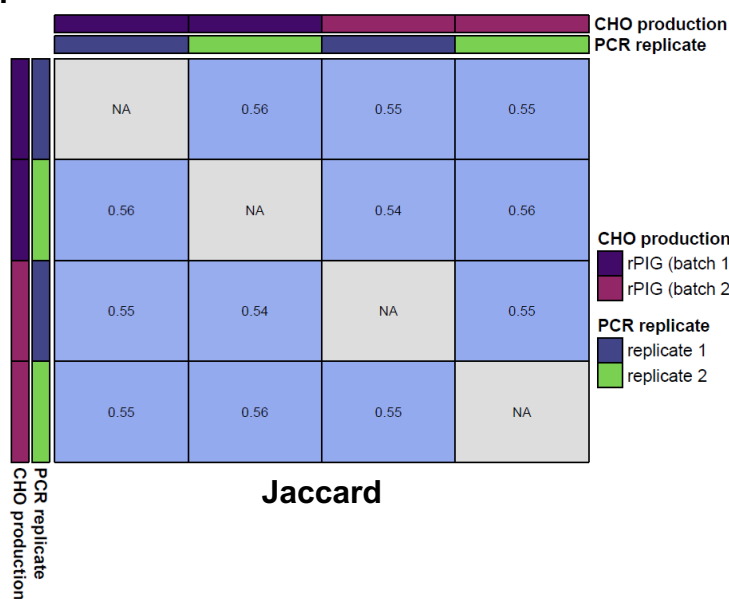 CHO production
PCR replicate
NA 0.56 0.55 0.55
0.56 NA 0.54 0.56
0.55 0.54 NA 0.55
0.55 0.56 0.55 NA
CHO production
rPIG (batch 1
rPIG (batch 2
PCR replicate
replicate 1
replicate 2
Jaccard
PCR replicate
CHO production